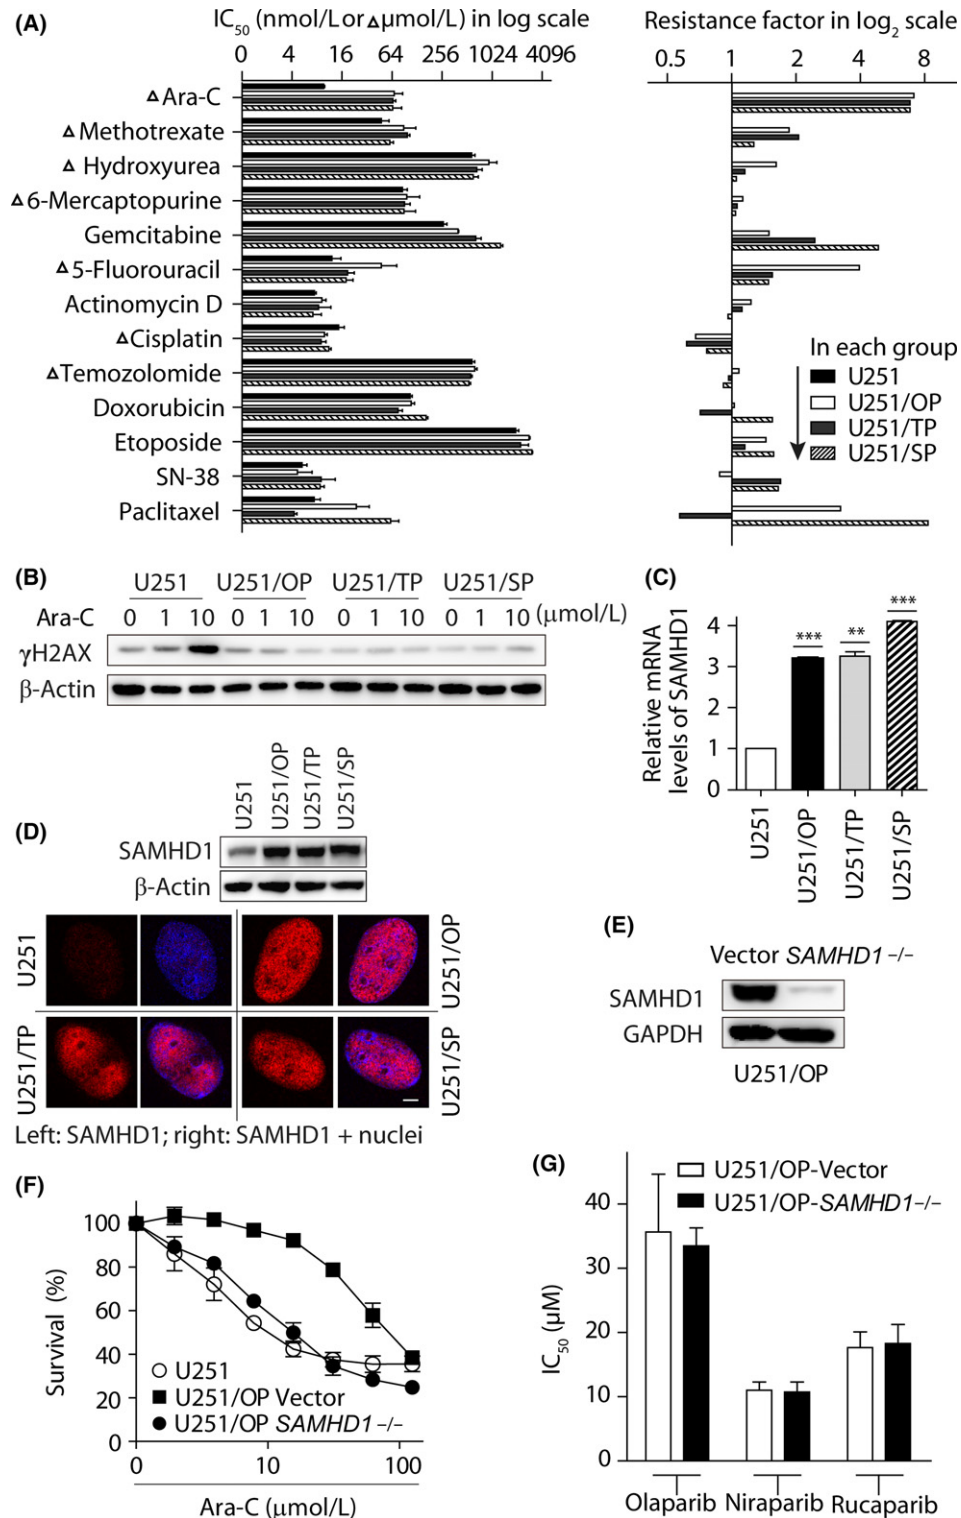 (A)
IC50 (nmol/L or Δμmol/L) in log scale
0 4 16 64 256 1024 4096
Resistance factor in log2 scale
0.5 1 2 4 8
Δ Ara-C
Δ Methotrexate
Δ Hydroxyurea
Δ 6-Mercaptopurine
Gemcitabine
Δ 5-Fluorouracil
Actinomycin D
Δ Cisplatin
Δ Temozolomide
Doxorubicin
Etoposide
SN-38
Paclitaxel
In each group
U251
U251/OP
U251/TP
U251/SP
(B)
U251 U251/OP U251/TP U251/SP
Ara-C 0 1 10 0 1 10 0 1 10 0 1 10 (μmol/L)
γH2AX
β-Actin
(C)
Relative mRNA
levels of SAMHD1
4
3
2
1
0
*** ** ***
U251 U251/OP U251/TP U251/SP
(D)
U251 U251/OP U251/TP U251/SP
SAMHD1
β-Actin
U251
U251/OP
U251/TP
U251/SP
Left: SAMHD1; right: SAMHD1 + nuclei
(E)
Vector SAMHD1 −/−
SAMHD1
GAPDH
U251/OP
(F)
Survival (%)
100
80
60
40
20
0
U251
U251/OP Vector
U251/OP SAMHD1 −/−
0 10 100
Ara-C (μmol/L)
(G)
U251/OP-Vector
U251/OP-SAMHD1−/−
IC50 (μM)
40
30
20
10
0
Olaparib Niraparib Rucaparib